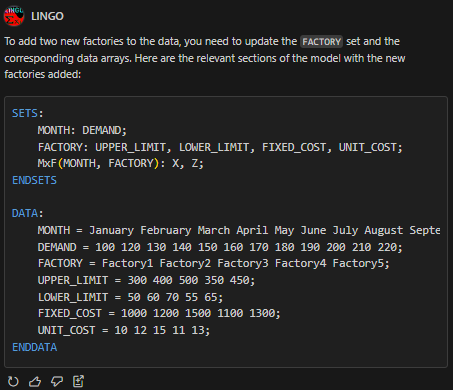 LINGO
To add two new factories to the data, you need to update the FACTORY set and the
corresponding data arrays. Here are the relevant sections of the model with the new
factories added:
SETS:
MONTH: DEMAND;
FACTORY: UPPER_LIMIT, LOWER_LIMIT, FIXED_COST, UNIT_COST;
MxF(MONTH, FACTORY): X, Z;
ENDSETS
DATA:
MONTH = January February March April May June July August Septe
DEMAND = 100 120 130 140 150 160 170 180 190 200 210 220;
FACTORY = Factory1 Factory2 Factory3 Factory4 Factory5;
UPPER_LIMIT = 300 400 500 350 450;
LOWER_LIMIT = 50 60 70 55 65;
FIXED_COST = 1000 1200 1500 1100 1300;
UNIT_COST = 10 12 15 11 13;
ENDDATA